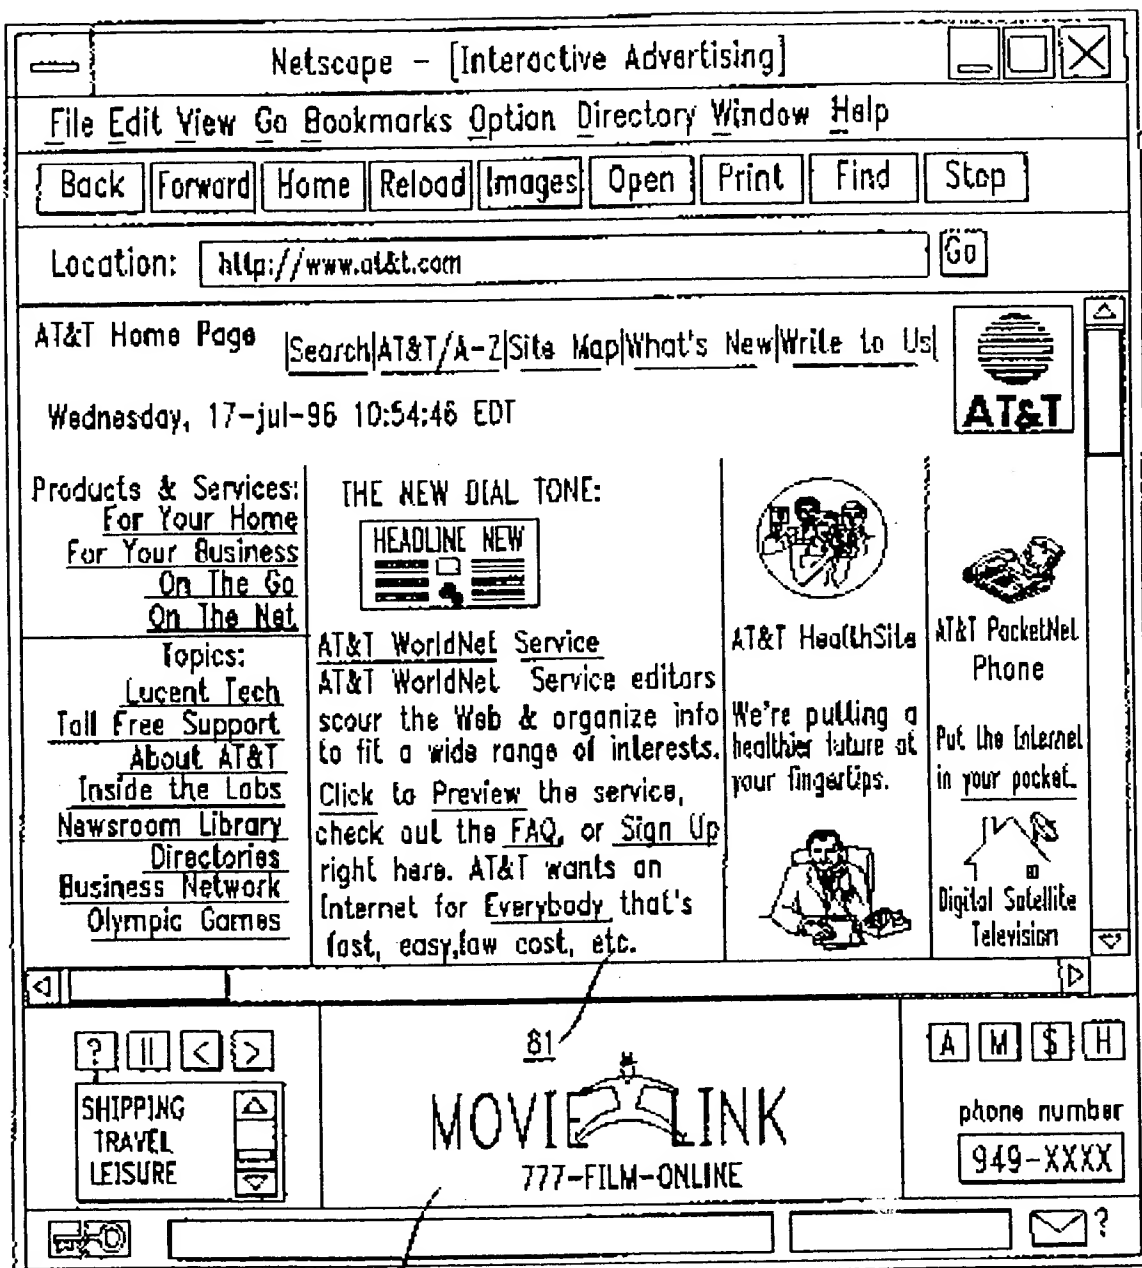 Netscape – [Interactive Advertising]
File Edit View Go Bookmarks Option Directory Window Help
Back Forward Home Reload Images Open Print Find Stop
Location: http://www.at&t.com Go
AT&T Home Page |Search|AT&T/A-Z|Site Map|What's New|Write to Us|
AT&T
Wednesday, 17-jul-96 10:54:46 EDT
Products & Services:
For Your Home
For Your Business
On The Go
On The Net
Topics:
Lucent Tech
Toll Free Support
About AT&T
Inside the Labs
Newsroom Library
Directories
Business Network
Olympic Games
THE NEW DIAL TONE:
HEADLINE NEW
AT&T WorldNet Service
AT&T WorldNet Service editors
scour the Web & organize info
to fit a wide range of interests.
Click to Preview the service,
check out the FAQ, or Sign Up
right here. AT&T wants an
Internet for Everybody that's
fast, easy,low cost, etc.
AT&T HealthSite
We're putting a
healthier future at
your fingertips.
AT&T PocketNet
Phone
Put the Internet
in your pocket.
Digital Satellite
Television
? || < >
SHIPPING
TRAVEL
LEISURE
81
MOVIE LINK
777-FILM-ONLINE
A M $ H
phone number
949-XXXX
?